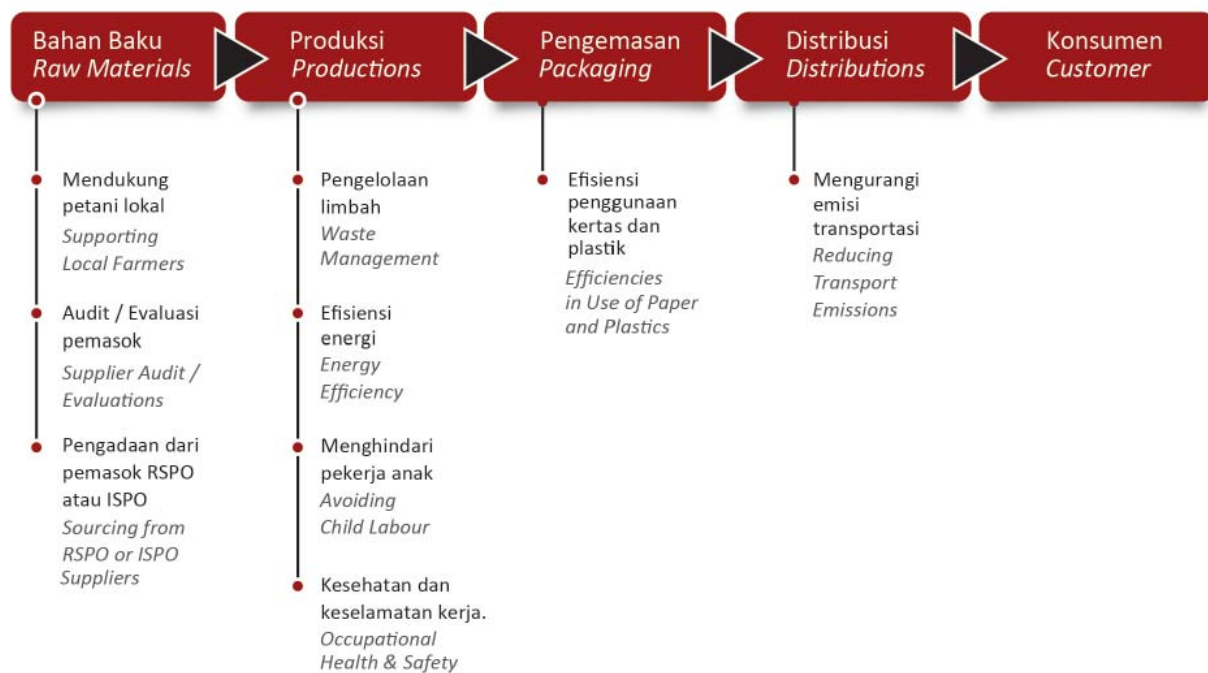 Bahan Baku
Raw Materials
Produksi
Productions
Pengemasan
Packaging
Distribusi
Distributions
Konsumen
Customer
Mendukung
petani lokal
Supporting
Local Farmers
Audit / Evaluasi
pemasok
Supplier Audit /
Evaluations
Pengadaan dari
pemasok RSPO
atau ISPO
Sourcing from
RSPO or ISPO
Suppliers
Pengelolaan
limbah
Waste
Management
Efisiensi
energi
Energy
Efficiency
Menghindari
pekerja anak
Avoiding
Child Labour
Kesehatan dan
keselamatan kerja.
Occupational
Health & Safety
Efisiensi
penggunaan
kertas dan
plastik
Efficiencies
in Use of Paper
and Plastics
Mengurangi
emisi
transportasi
Reducing
Transport
Emissions